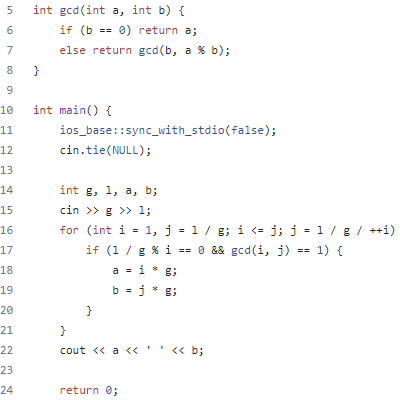 5 int gcd(int a, int b) {
6     if (b == 0) return a;
7     else return gcd(b, a % b);
8 }
9
10 int main() {
11     ios_base::sync_with_stdio(false);
12     cin.tie(NULL);
13
14     int g, l, a, b;
15     cin >> g >> l;
16     for (int i = 1, j = l / g; i <= j; j = l / g / ++i)
17         if (l / g % i == 0 && gcd(i, j) == 1) {
18             a = i * g;
19             b = j * g;
20         }
21     }
22     cout << a << ' ' << b;
23
24     return 0;